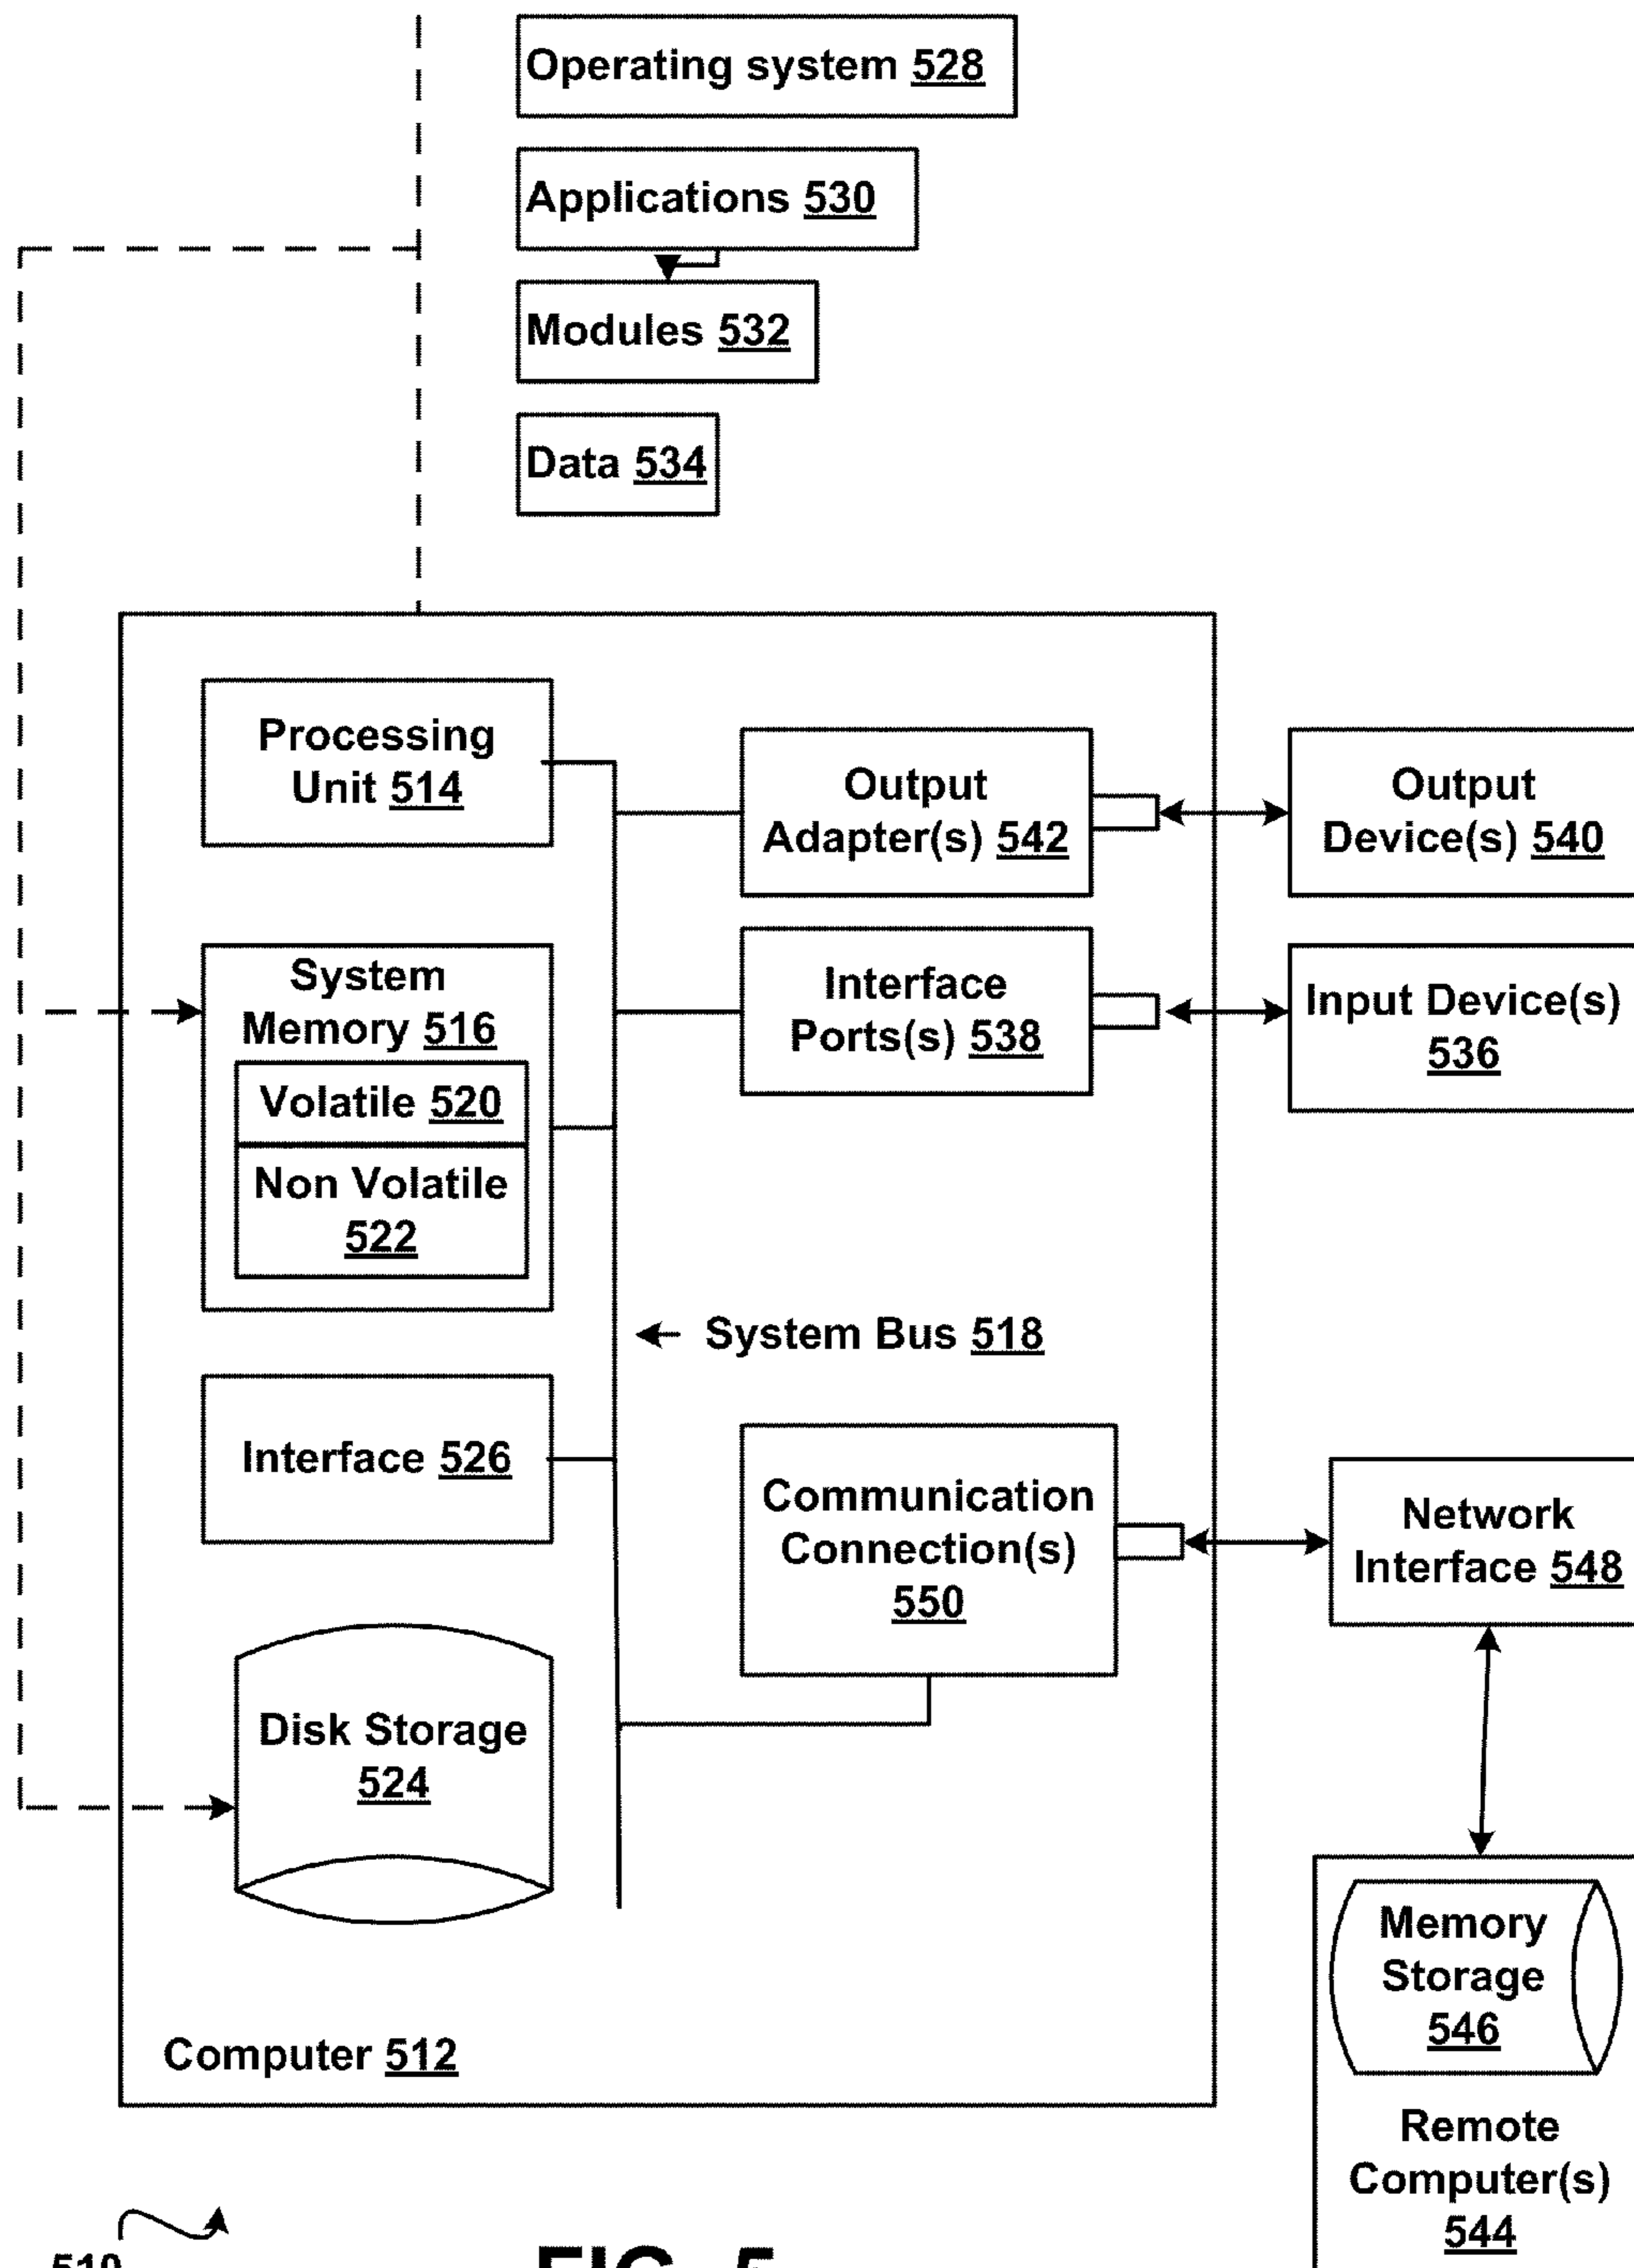 Operating system 528
Applications 530
Modules 532
Data 534
Processing
Unit 514
Output
Adapter(s) 542
Output
Device(s) 540
System
Memory 516
Volatile 520
Non Volatile
522
Interface
Ports(s) 538
Input Device(s)
536
System Bus 518
Interface 526
Communication
Connection(s)
550
Network
Interface 548
Disk Storage
524
Memory
Storage
546
Remote
Computer(s)
544
Computer 512
FIG. 5